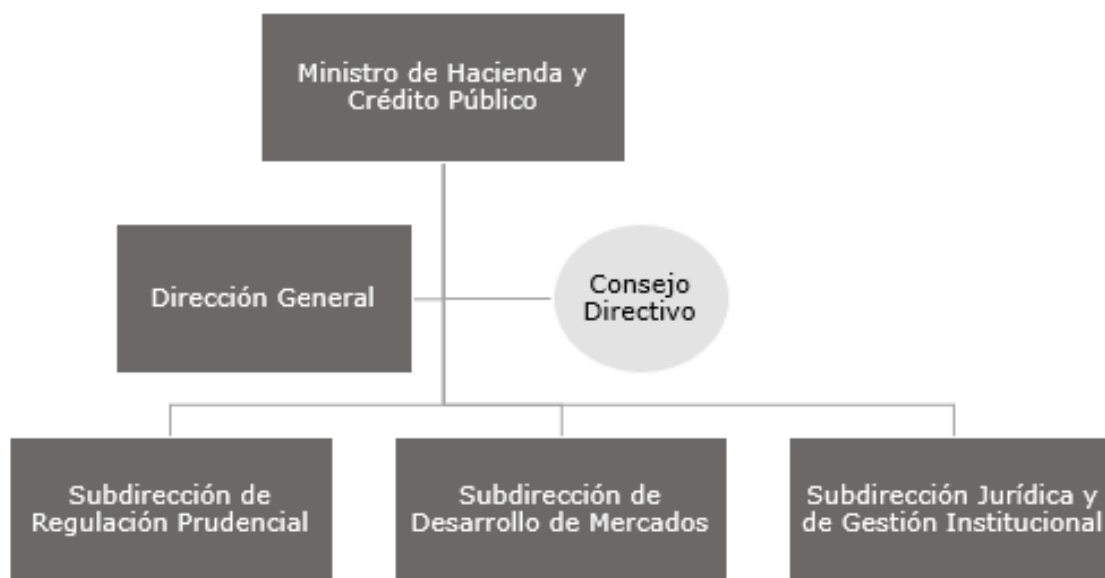 Ministro de Hacienda y
Crédito Público
Dirección General
Consejo
Directivo
Subdirección de
Regulación Prudencial
Subdirección de
Desarrollo de Mercados
Subdirección Jurídica y
de Gestión Institucional